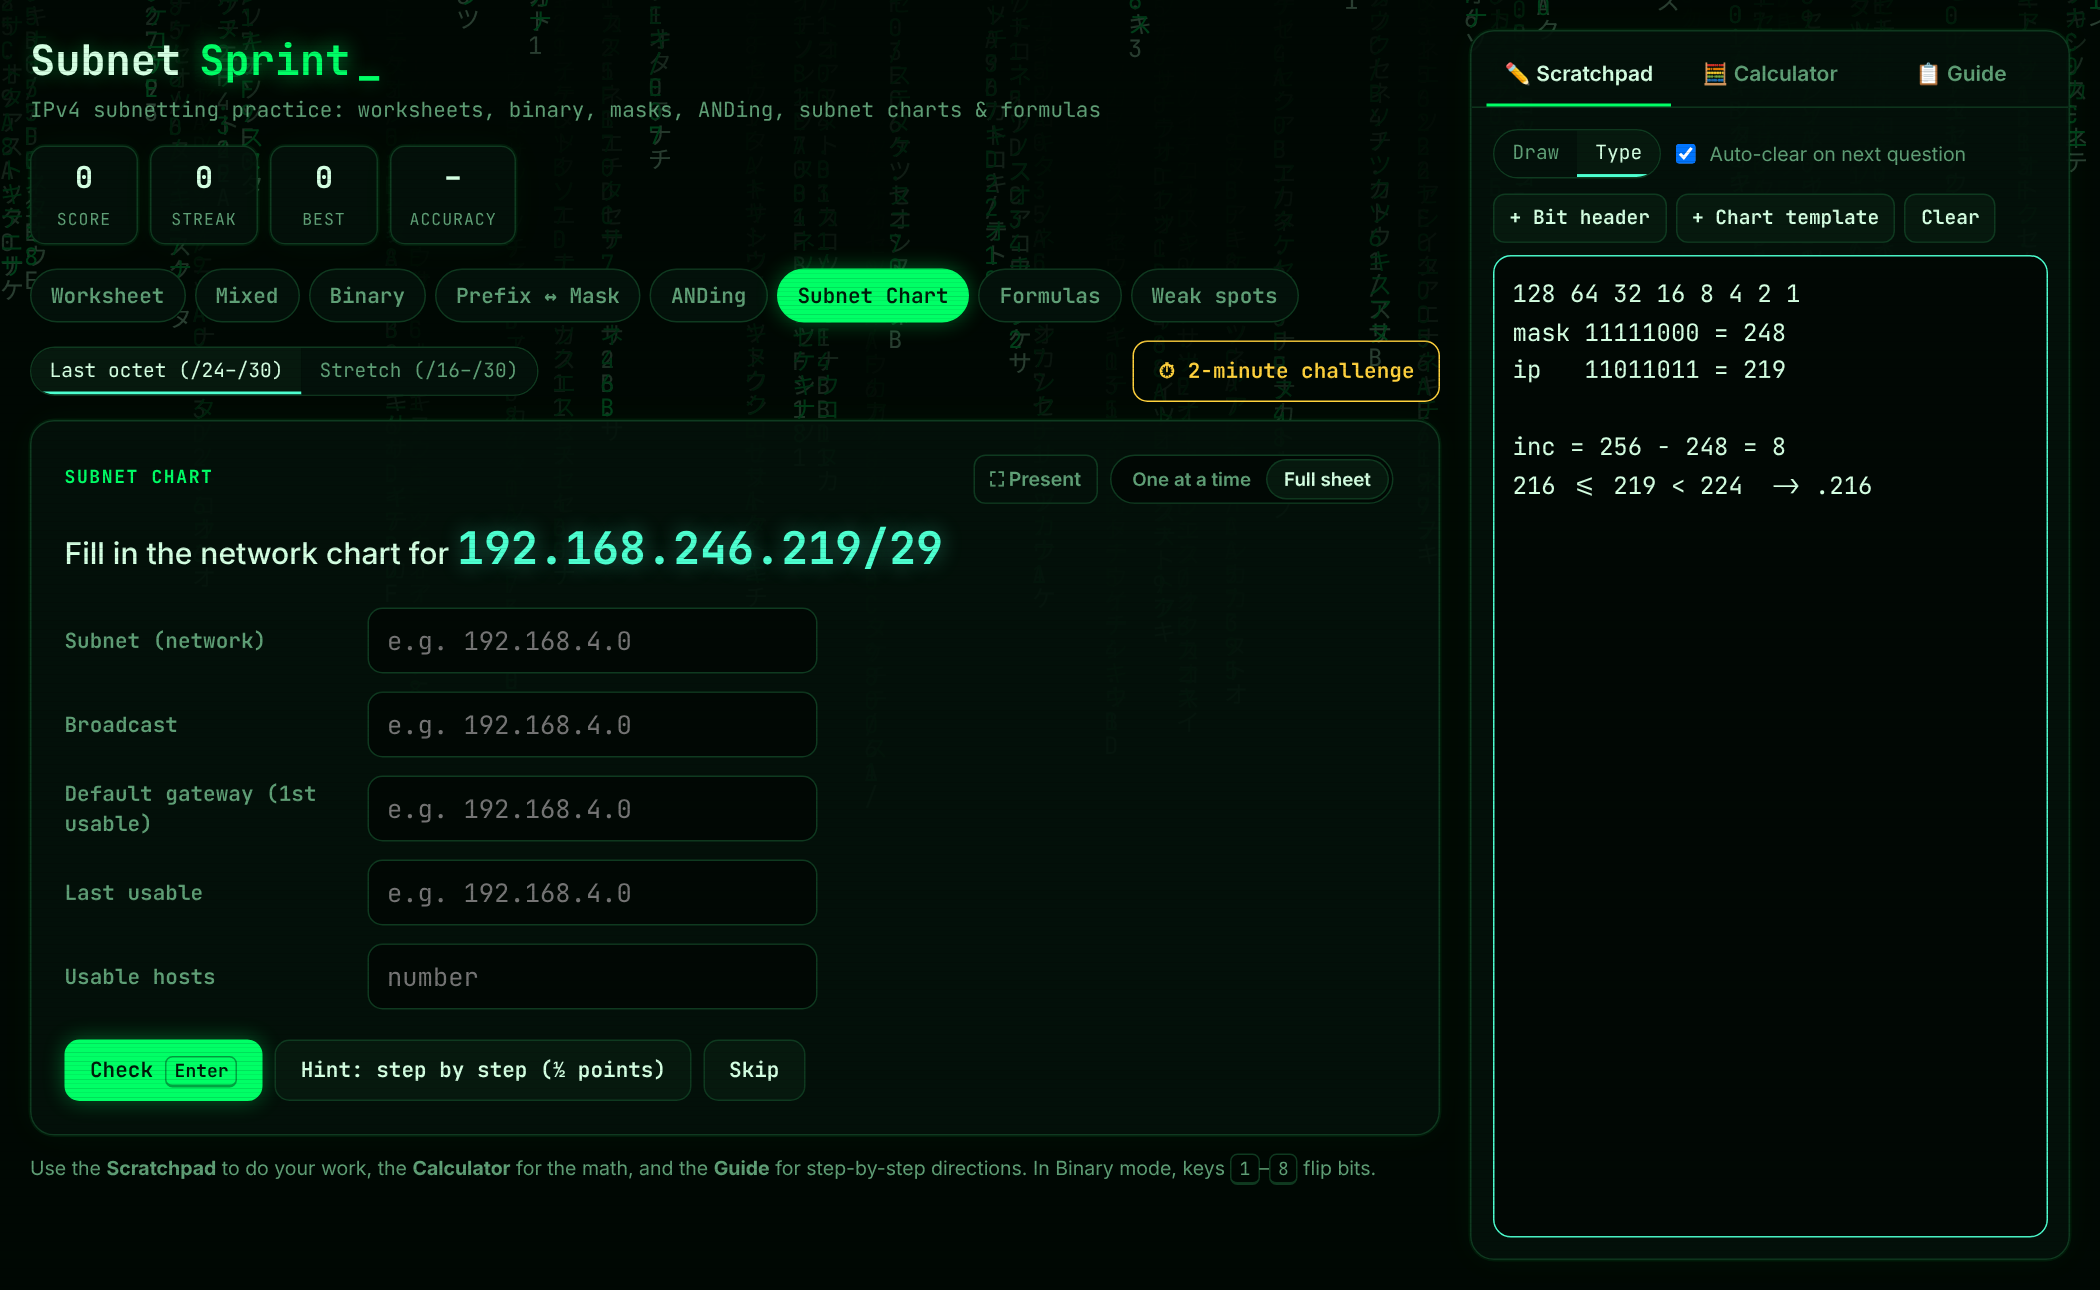 Subnet Sprint_
IPv4 subnetting practice: worksheets, binary, masks, ANDing, subnet charts & formulas
0
SCORE
0
STREAK
0
BEST
–
ACCURACY
Worksheet
Mixed
Binary
Prefix ↔ Mask
ANDing
Subnet Chart
Formulas
Weak spots
Last octet (/24–/30)
Stretch (/16–/30)
⏱ 2-minute challenge
SUBNET CHART
⛶ Present
One at a time
Full sheet
Fill in the network chart for 192.168.246.219/29
Subnet (network)
e.g. 192.168.4.0
Broadcast
e.g. 192.168.4.0
Default gateway (1st
usable)
e.g. 192.168.4.0
Last usable
e.g. 192.168.4.0
Usable hosts
number
Check Enter
Hint: step by step (½ points)
Skip
Use the Scratchpad to do your work, the Calculator for the math, and the Guide for step-by-step directions. In Binary mode, keys 1–8 flip bits.
✏️ Scratchpad
🧮 Calculator
📋 Guide
Draw
Type
Auto-clear on next question
+ Bit header
+ Chart template
Clear
128 64 32 16 8 4 2 1
mask 11111000 = 248
ip   11011011 = 219
inc = 256 - 248 = 8
216 <= 219 < 224  -> .216